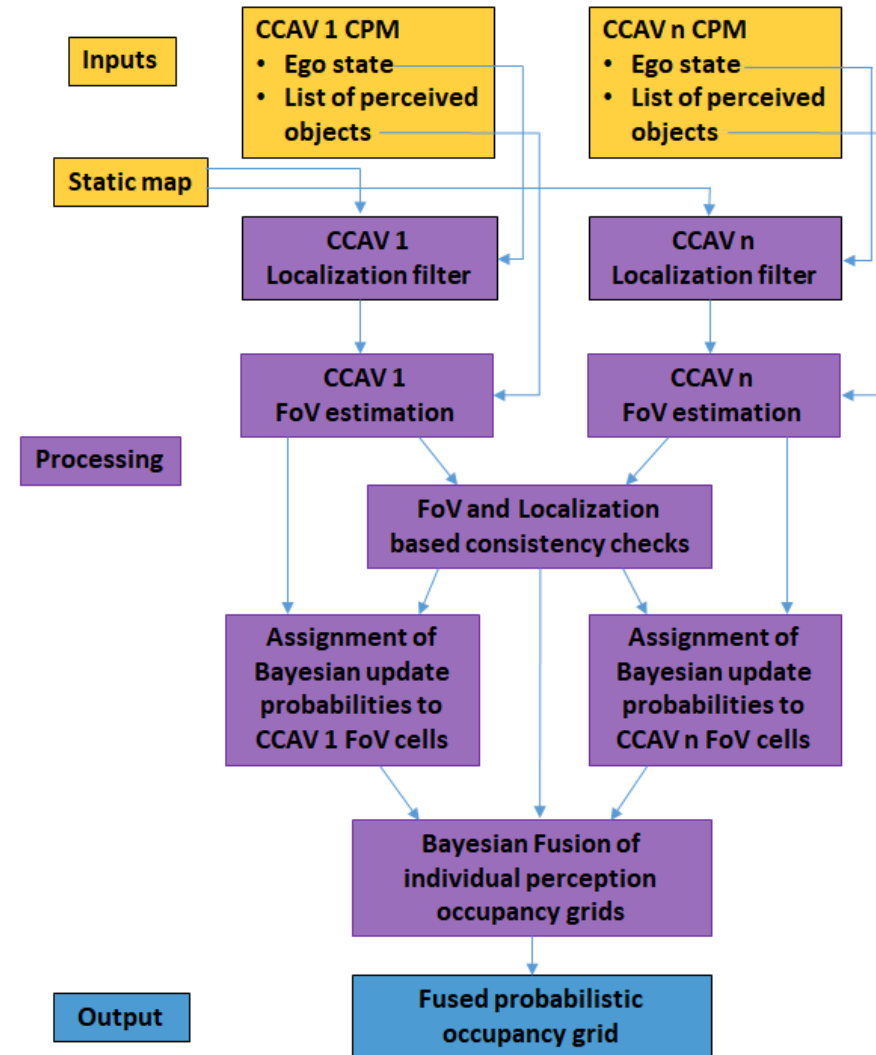 Inputs
CCAV 1 CPM
• Ego state
• List of perceived
objects
CCAV n CPM
• Ego state
• List of perceived
objects
Static map
CCAV 1
Localization filter
CCAV n
Localization filter
CCAV 1
FoV estimation
CCAV n
FoV estimation
Processing
FoV and Localization
based consistency checks
Assignment of
Bayesian update
probabilities to
CCAV 1 FoV cells
Assignment of
Bayesian update
probabilities to
CCAV n FoV cells
Bayesian Fusion of
individual perception
occupancy grids
Output
Fused probabilistic
occupancy grid